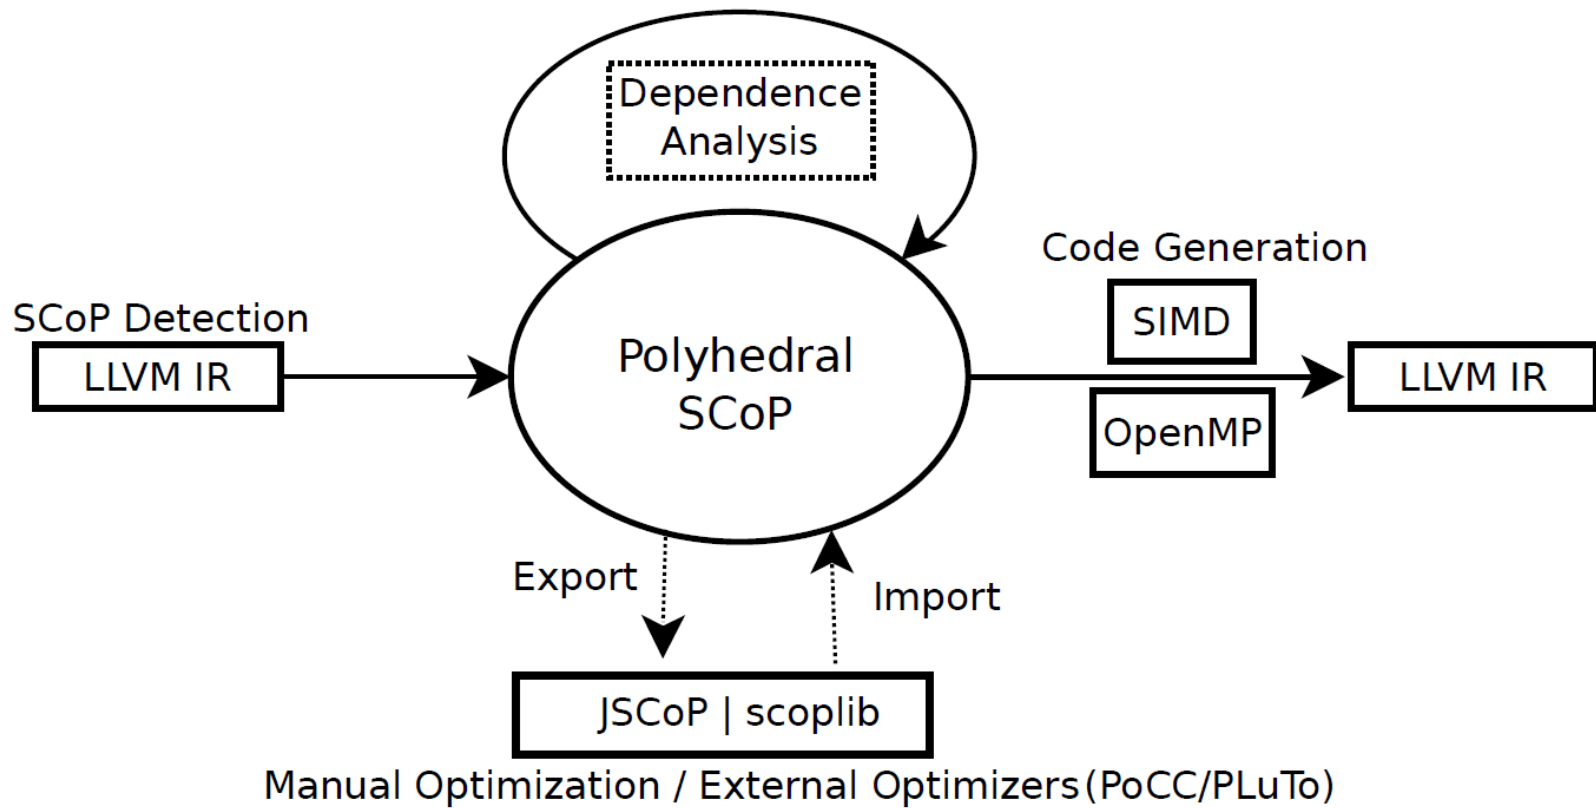 Dependence
Analysis
Code Generation
SIMD
SCoP Detection
LLVM IR
Polyhedral
SCoP
LLVM IR
OpenMP
Export
Import
JSCoP | scoplib
Manual Optimization / External Optimizers (PoCC/PLuTo)